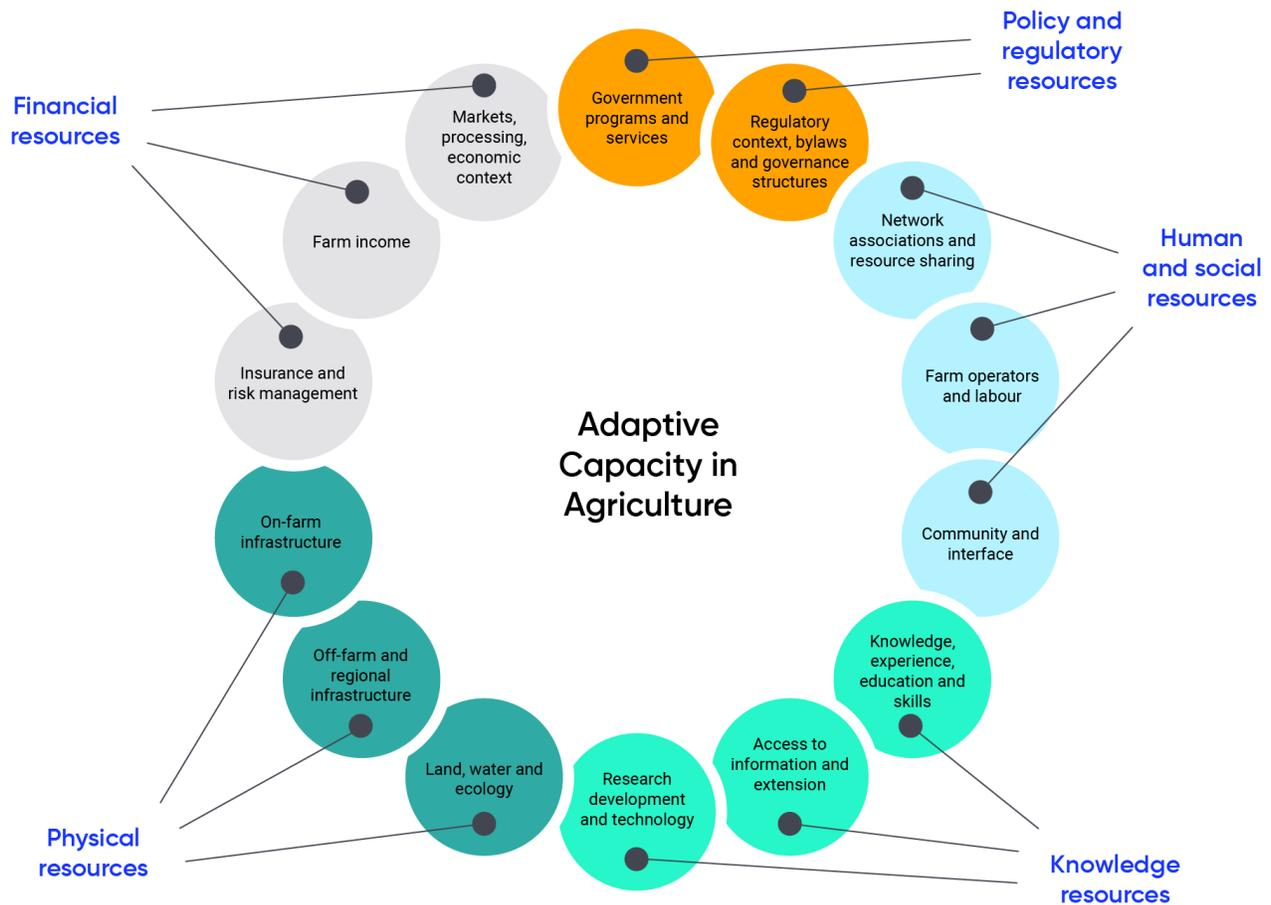 Policy and
regulatory
resources
Financial
resources
Government
programs and
services
Markets,
processing,
economic
context
Regulatory
context, bylaws
and governance
structures
Network
associations and
resource sharing
Human
and social
resources
Farm income
Insurance and
risk management
Farm operators
and labour
Adaptive
Capacity in
Agriculture
On-farm
infrastructure
Community and
interface
Off-farm and
regional
infrastructure
Knowledge,
experience,
education and
skills
Land, water and
ecology
Research
development
and technology
Access to
information and
extension
Physical
resources
Knowledge
resources